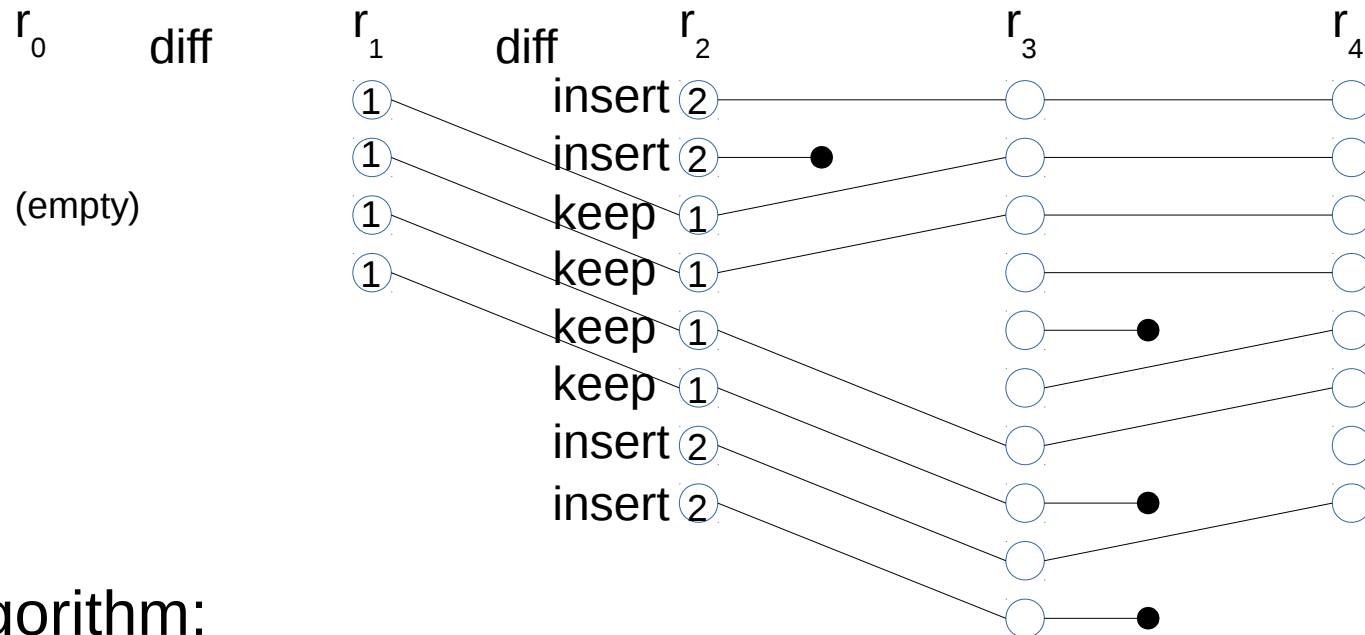 r0 diff r1 diff r2 r3 r4
1 insert 2
1 insert 2
(empty) 1 keep 1
1 keep 1
keep 1
keep 1
insert 2
insert 2
gorithm: